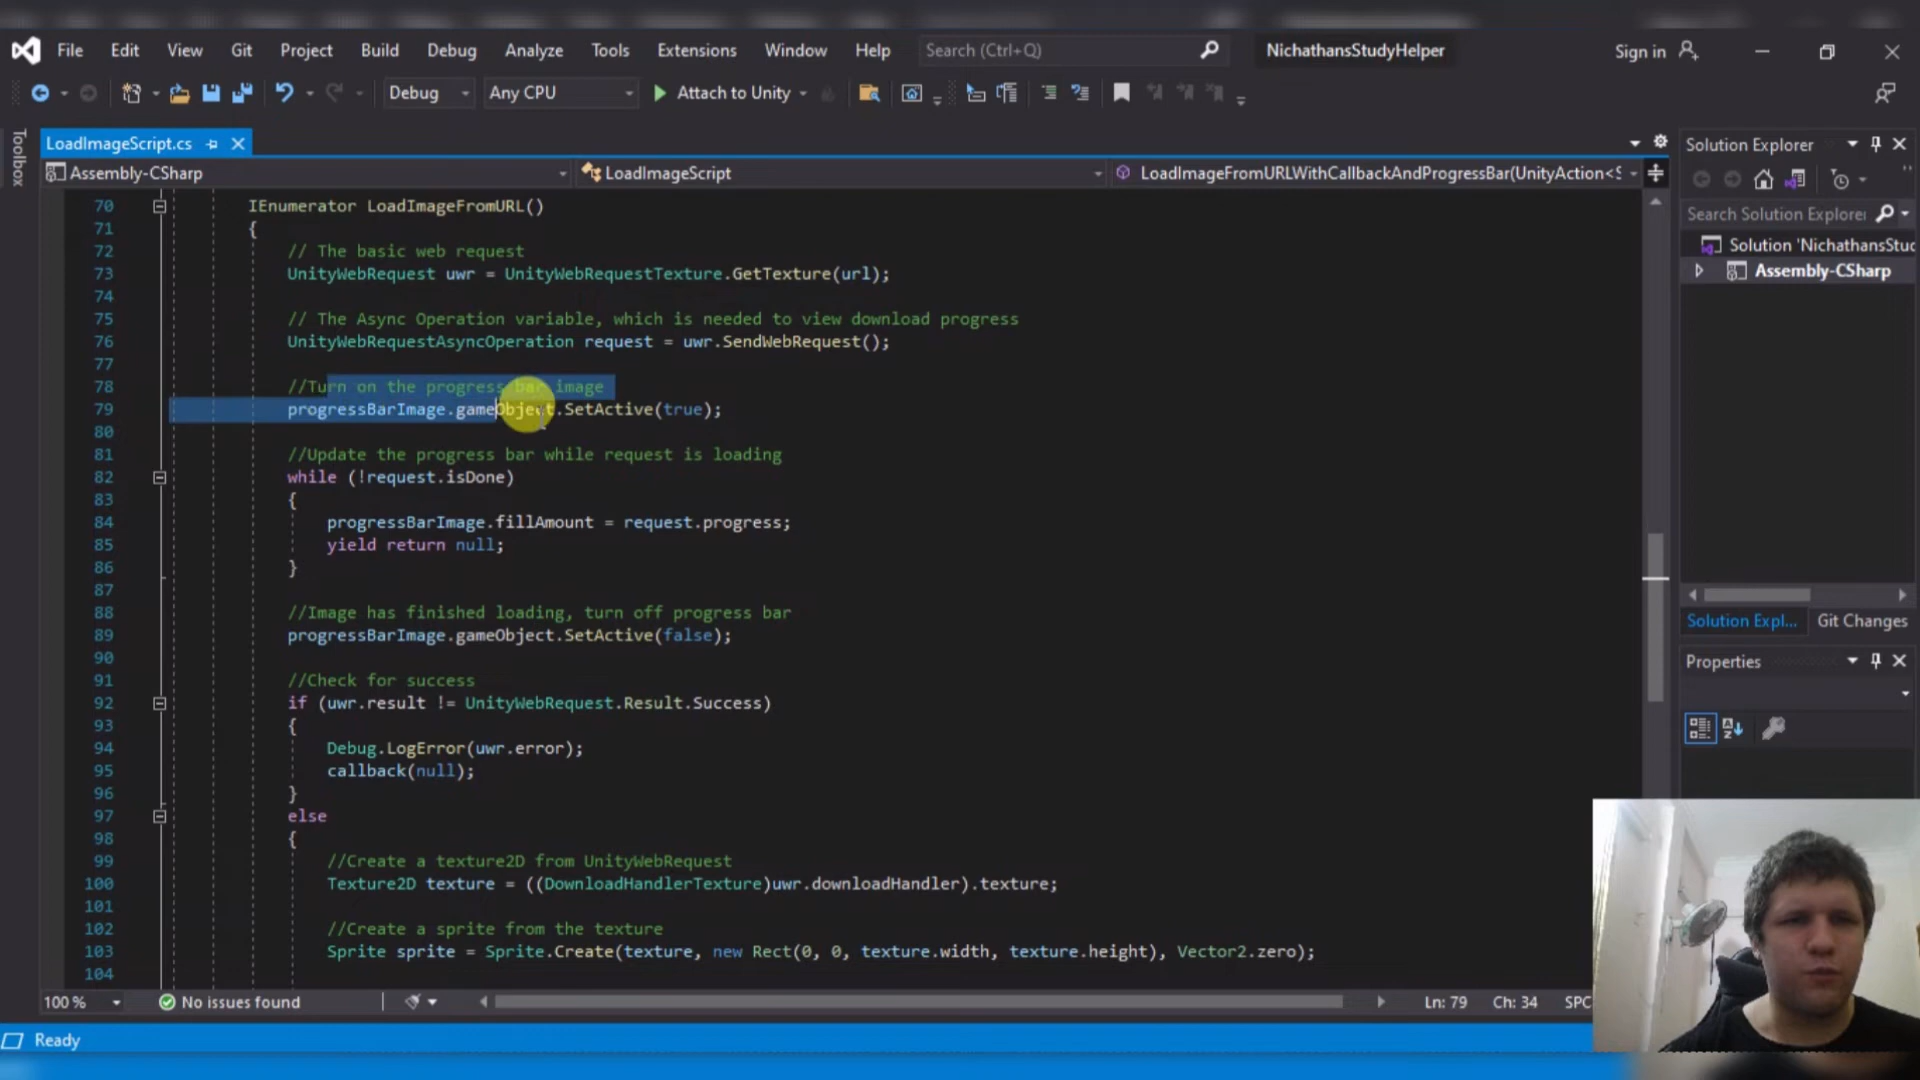 File Edit View Git Project Build Debug Analyze Tools Extensions Window Help Search (Ctrl+Q) NichathansStudyHelper Sign in
Debug Any CPU Attach to Unity
Toolbox
LoadImageScript.cs
Assembly-CSharp LoadImageScript LoadImageFromURLWithCallbackAndProgressBar(UnityAction<S
70 IEnumerator LoadImageFromURL()
71 {
72 // The basic web request
73 UnityWebRequest uwr = UnityWebRequestTexture.GetTexture(url);
74
75 // The Async Operation variable, which is needed to view download progress
76 UnityWebRequestAsyncOperation request = uwr.SendWebRequest();
77
78 //Turn on the progress bar image
79 progressBarImage.gameObject.SetActive(true);
80
81 //Update the progress bar while request is loading
82 while (!request.isDone)
83 {
84 progressBarImage.fillAmount = request.progress;
85 yield return null;
86 }
87
88 //Image has finished loading, turn off progress bar
89 progressBarImage.gameObject.SetActive(false);
90
91 //Check for success
92 if (uwr.result != UnityWebRequest.Result.Success)
93 {
94 Debug.LogError(uwr.error);
95 callback(null);
96 }
97 else
98 {
99 //Create a texture2D from UnityWebRequest
100 Texture2D texture = ((DownloadHandlerTexture)uwr.downloadHandler).texture;
101
102 //Create a sprite from the texture
103 Sprite sprite = Sprite.Create(texture, new Rect(0, 0, texture.width, texture.height), Vector2.zero);
104
100 % No issues found Ln: 79 Ch: 34 SPC
Ready
Solution Explorer
Search Solution Explorer
Solution 'NichathansStud
Assembly-CSharp
Solution Expl... Git Changes
Properties